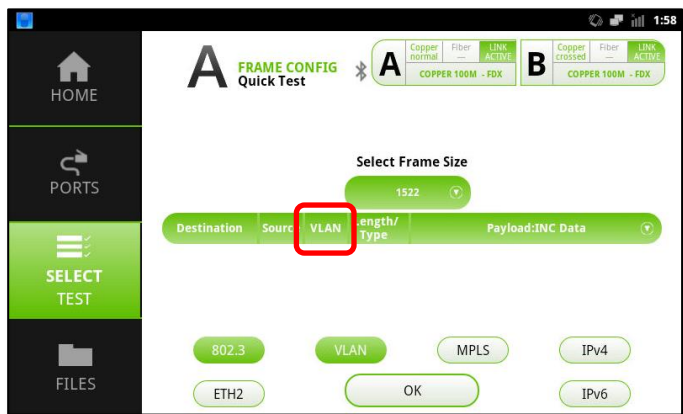 1:58
HOME
PORTS
SELECT
TEST
FILES
A
FRAME CONFIG
Quick Test
A
Copper
normal
Fiber
—
LINK
ACTIVE
COPPER 100M - FDX
B
Copper
crossed
Fiber
—
LINK
ACTIVE
COPPER 100M - FDX
Select Frame Size
1522
Destination
Source
VLAN
Length/
Type
Payload:INC Data
802.3
VLAN
MPLS
IPv4
ETH2
OK
IPv6